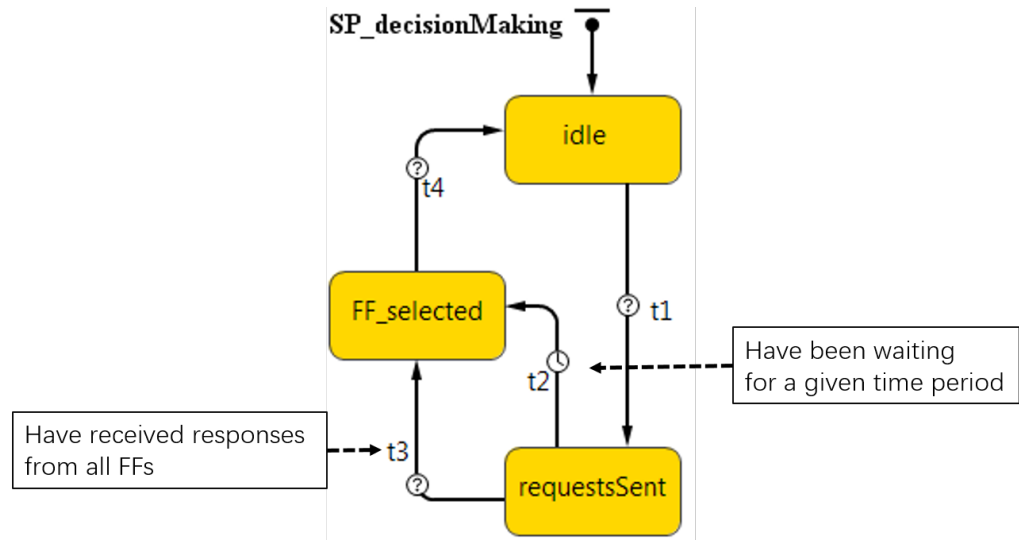 SP_decisionMaking
idle
?
t4
FF_selected
?
t1
t2
Have been waiting
for a given time period
Have received responses
from all FFs
t3
?
requestsSent